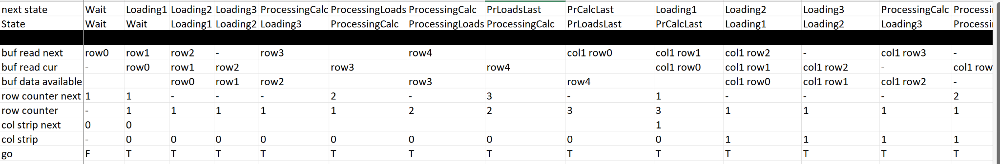 next state Wait Loading1 Loading2 Loading3 ProcessingCalc ProcessingLoads ProcessingCalc PrLoadsLast PrCalcLast Loading1 Loading2 Loading3 ProcessingCalc Processi
State Wait Wait Loading1 Loading2 Loading3 ProcessingCalc ProcessingLoads ProcessingCalc PrLoadsLast PrCalcLast Loading1 Loading2 Loading3 Processi
buf read next row0 row1 row2 - row3 row4 col1 row0 col1 row1 col1 row2 - col1 row3 -
buf read cur - row0 row1 row2 row3 row4 col1 row0 col1 row1 col1 row2 - col1 row
buf data available row0 row1 row2 row3 row4 col1 row0 col1 row1 col1 row2 -
row counter next 1 1 - - - 2 - 3 - 1 - - - 2
row counter - 1 1 1 1 1 2 2 3 3 1 1 1 1
col strip next 0 0 1
col strip - 0 0 0 0 0 0 0 0 0 1 1 1 1
go F T T T T T T T T T T T T T